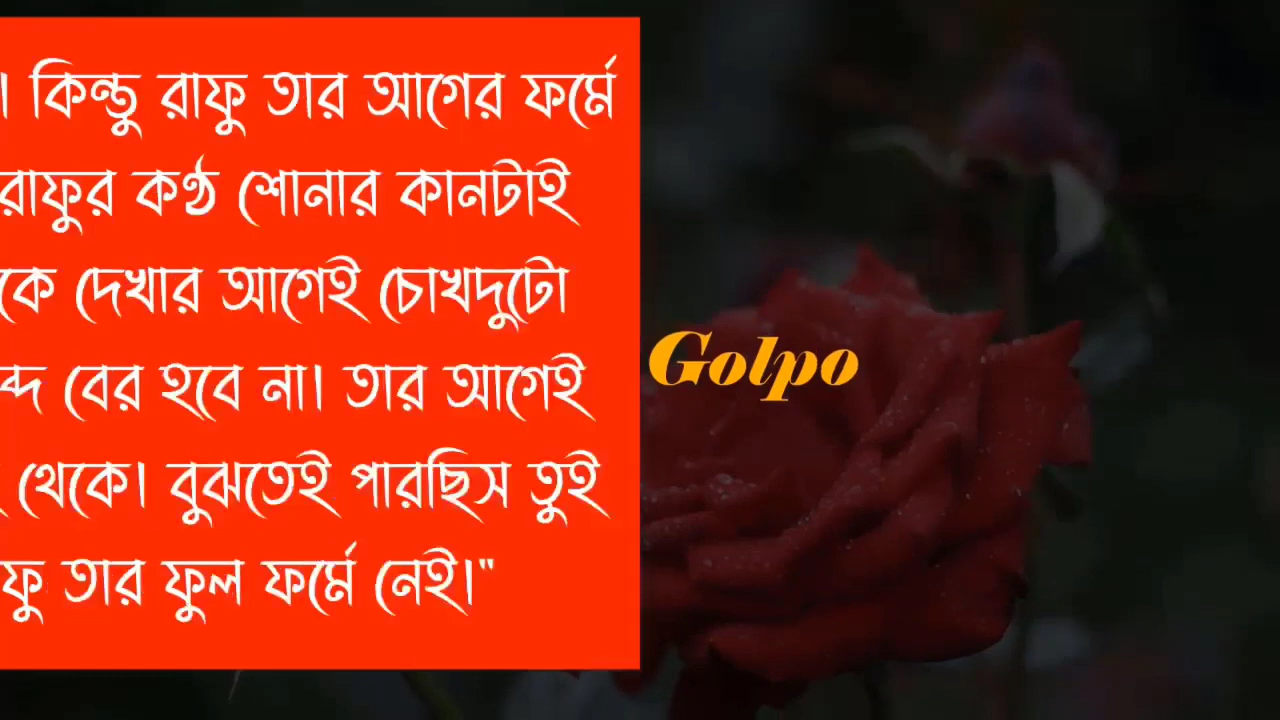 । কিন্তু রাফু তার আগের ফর্মে
রাফুর কণ্ঠ শোনার কানটাই
কে দেখার আগেই চোখদুটো
ব্দ বের হবে না। তার আগেই
থেকে। বুঝতেই পারছিস তুই
ফু তার ফুল ফর্মে নেই।"
Golpo